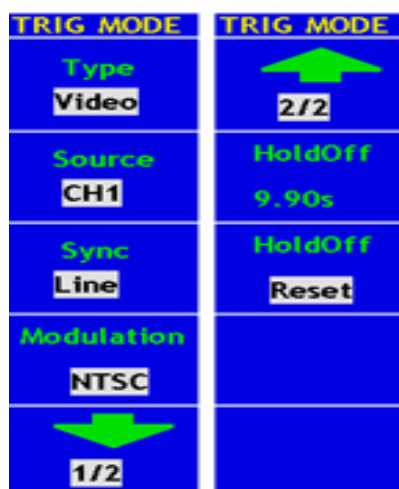 TRIG MODE
Type
Video
Source
CH1
Sync
Line
Modulation
NTSC
1/2
TRIG MODE
2/2
HoldOff
9.90s
HoldOff
Reset